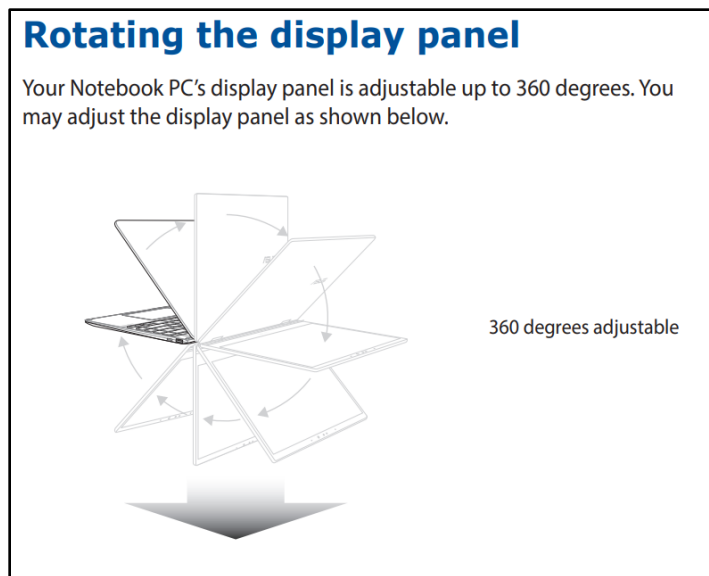 Rotating the display panel
Your Notebook PC’s display panel is adjustable up to 360 degrees. You
may adjust the display panel as shown below.
360 degrees adjustable